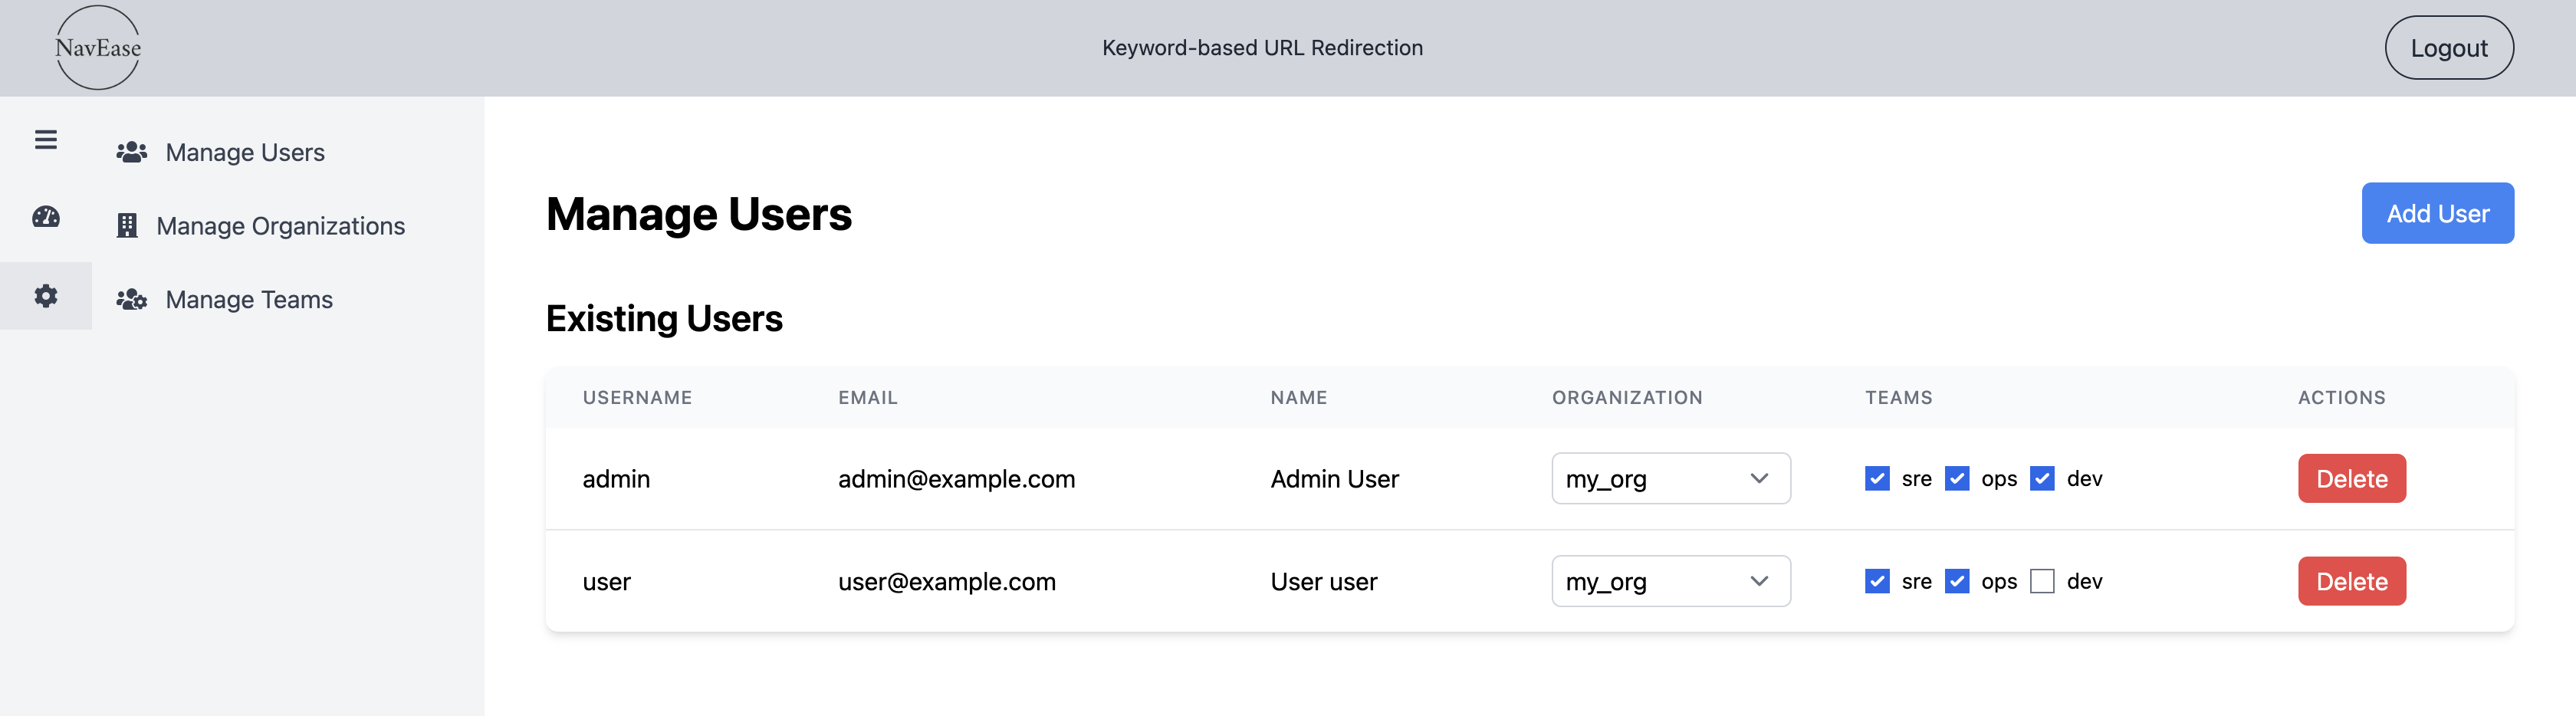 NavEase
Keyword-based URL Redirection
Logout
Manage Users
Manage Organizations
Manage Teams
Manage Users
Add User
Existing Users
USERNAME EMAIL NAME ORGANIZATION TEAMS ACTIONS
admin admin@example.com Admin User my_org sre ops dev Delete
user user@example.com User user my_org sre ops dev Delete